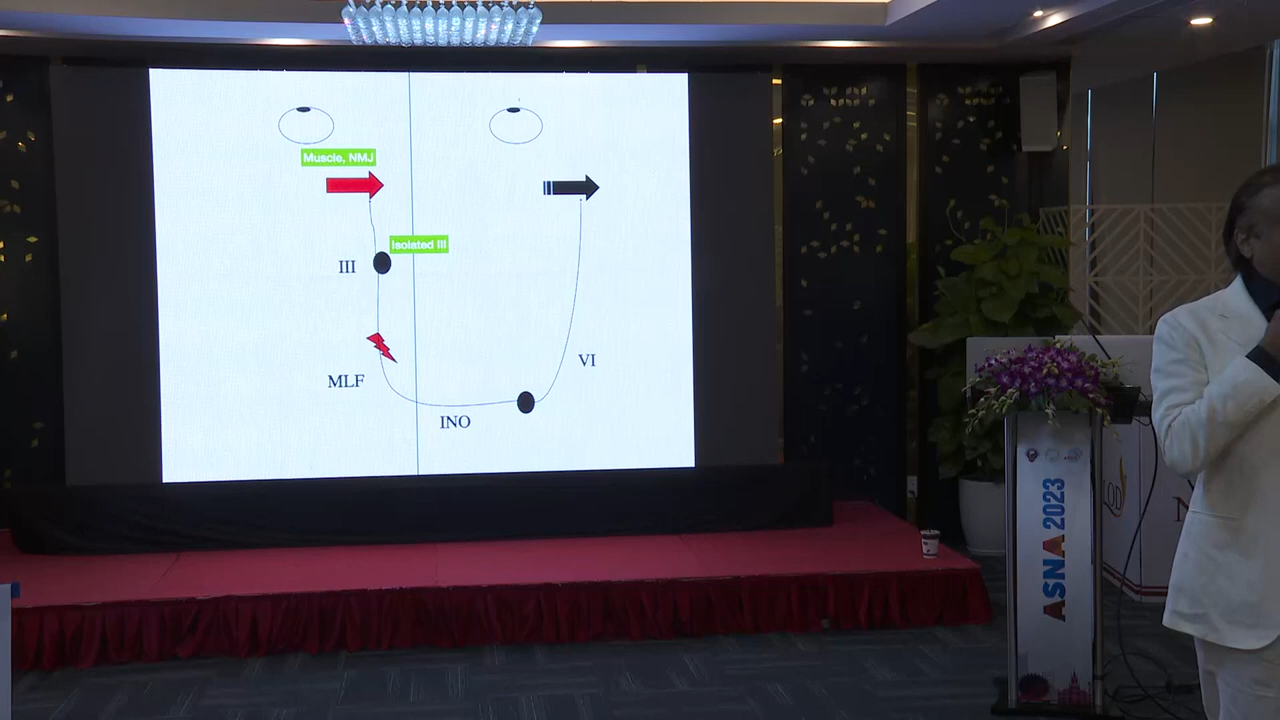 Muscle, NMJ
Isolated III
III
MLF
VI
INO
ASNA 2023